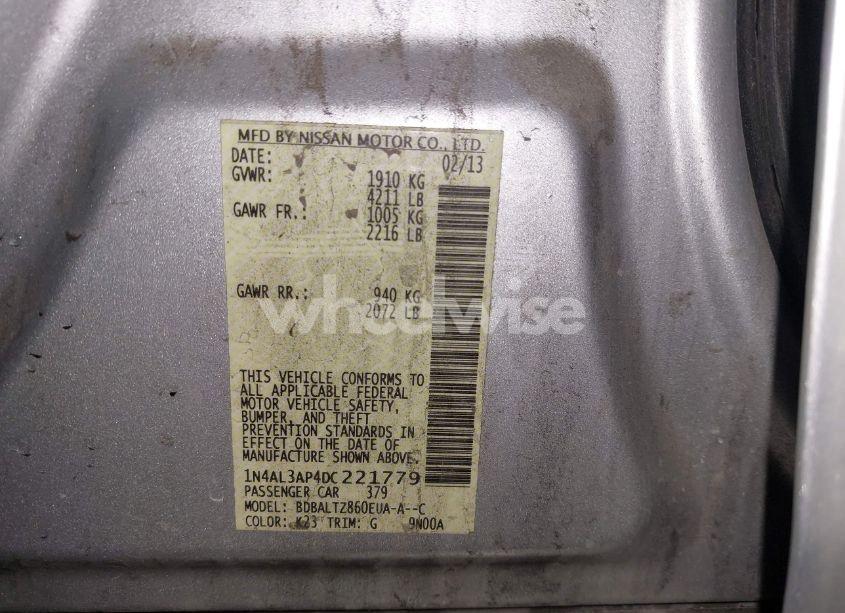 MFD BY NISSAN MOTOR CO., LTD.
DATE: 02/13
GVWR: 1910 KG
4211 LB
GAWR FR.: 1005 KG
2216 LB
GAWR RR.: 940 KG
2072 LB
wheelwise
THIS VEHICLE CONFORMS TO
ALL APPLICABLE FEDERAL
MOTOR VEHICLE SAFETY,
BUMPER, AND THEFT
PREVENTION STANDARDS IN
EFFECT ON THE DATE OF
MANUFACTURE SHOWN ABOVE.
1N4AL3AP4DC221779
PASSENGER CAR 379
MODEL: BDBALTZ860EUA-A--C
COLOR: K23 TRIM: G 9N00A